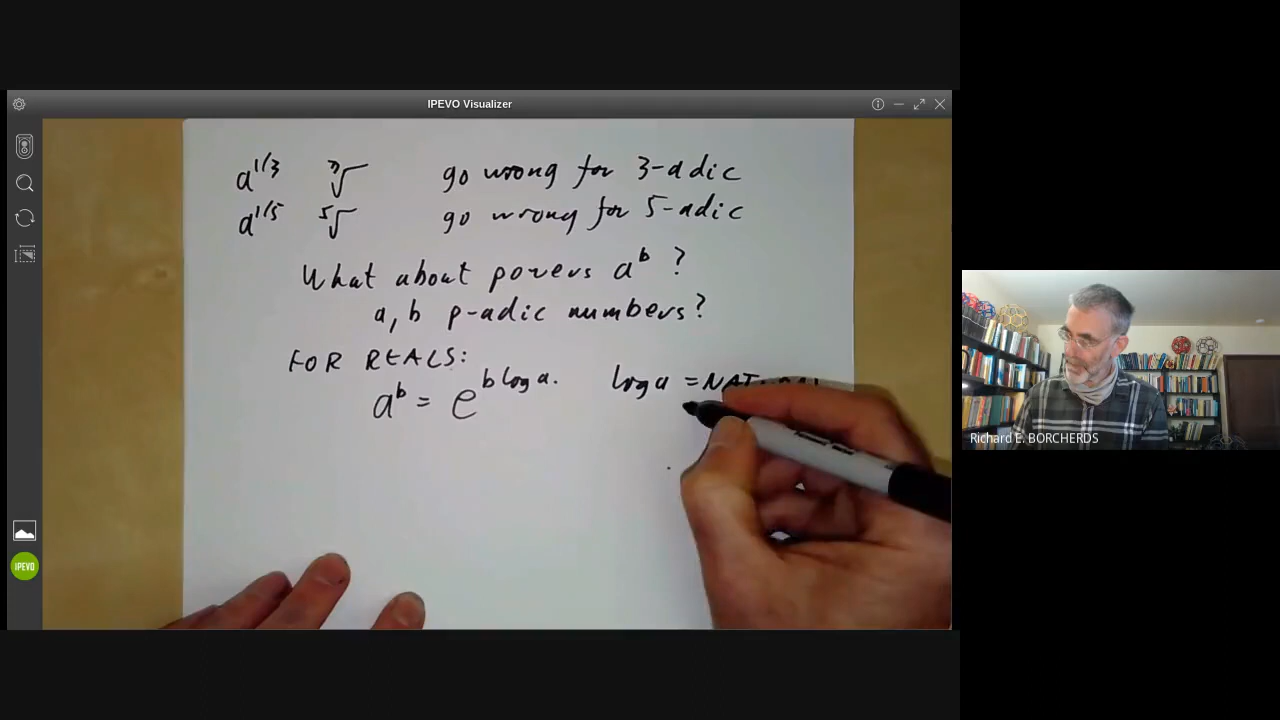 IPEVO Visualizer
a^{1/3} ∛ go wrong for 3-adic
a^{1/5} ⁵√ go wrong for 5-adic
What about powers a^b ?
a, b p-adic numbers?
FOR REALS:
a^b = e^{b log a}. log a =
IPEVO
Richard E. BORCHERDS